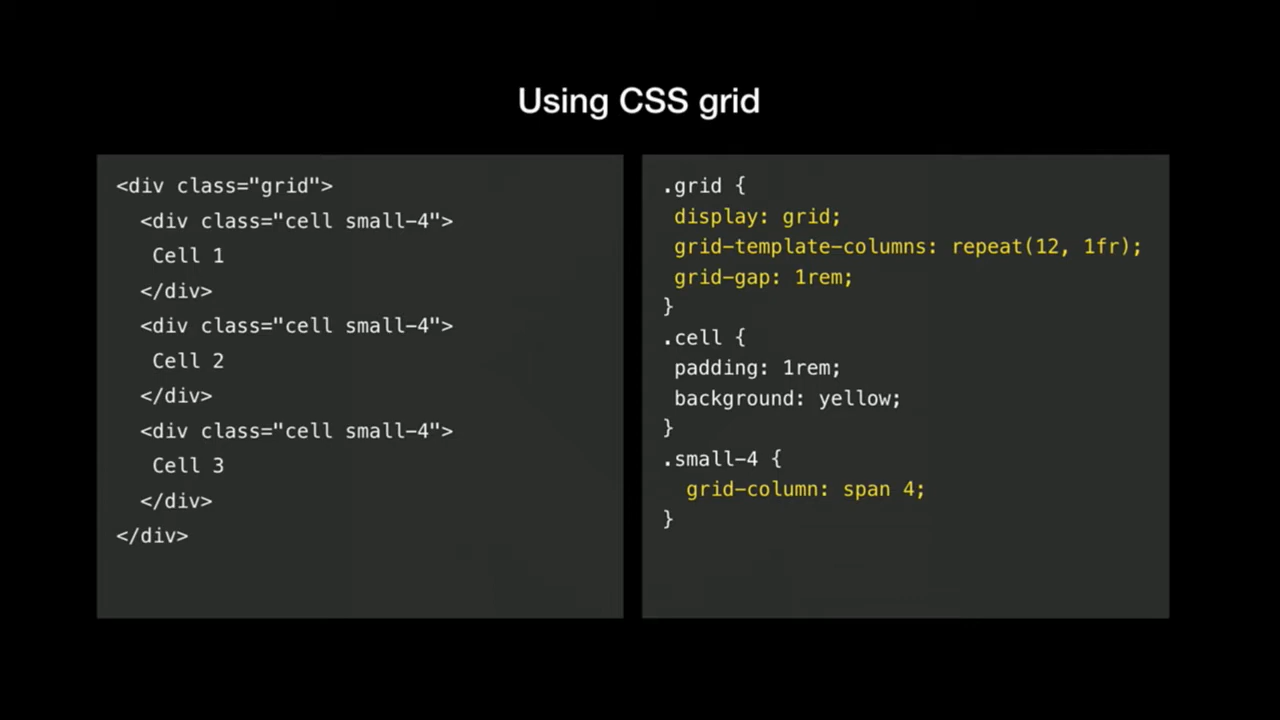 Using CSS grid
<div class="grid">
  <div class="cell small-4">
   Cell 1
  </div>
  <div class="cell small-4">
   Cell 2
  </div>
  <div class="cell small-4">
   Cell 3
  </div>
</div>
.grid {
 display: grid;
 grid-template-columns: repeat(12, 1fr);
 grid-gap: 1rem;
}
.cell {
 padding: 1rem;
 background: yellow;
}
.small-4 {
  grid-column: span 4;
}